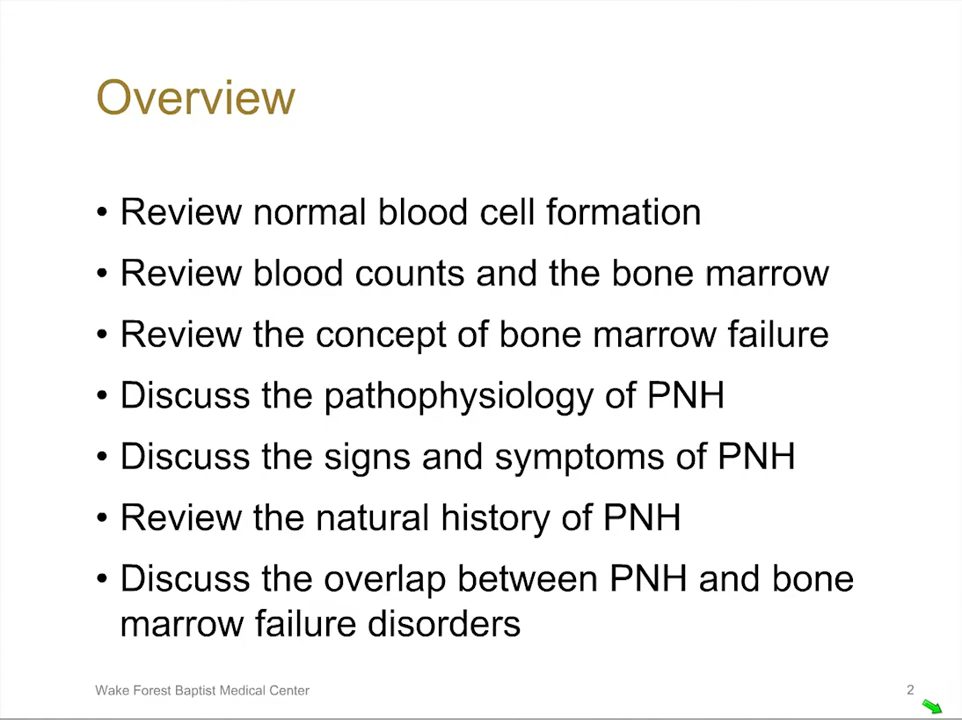 Overview
• Review normal blood cell formation
• Review blood counts and the bone marrow
• Review the concept of bone marrow failure
• Discuss the pathophysiology of PNH
• Discuss the signs and symptoms of PNH
• Review the natural history of PNH
• Discuss the overlap between PNH and bone
marrow failure disorders
Wake Forest Baptist Medical Center
2